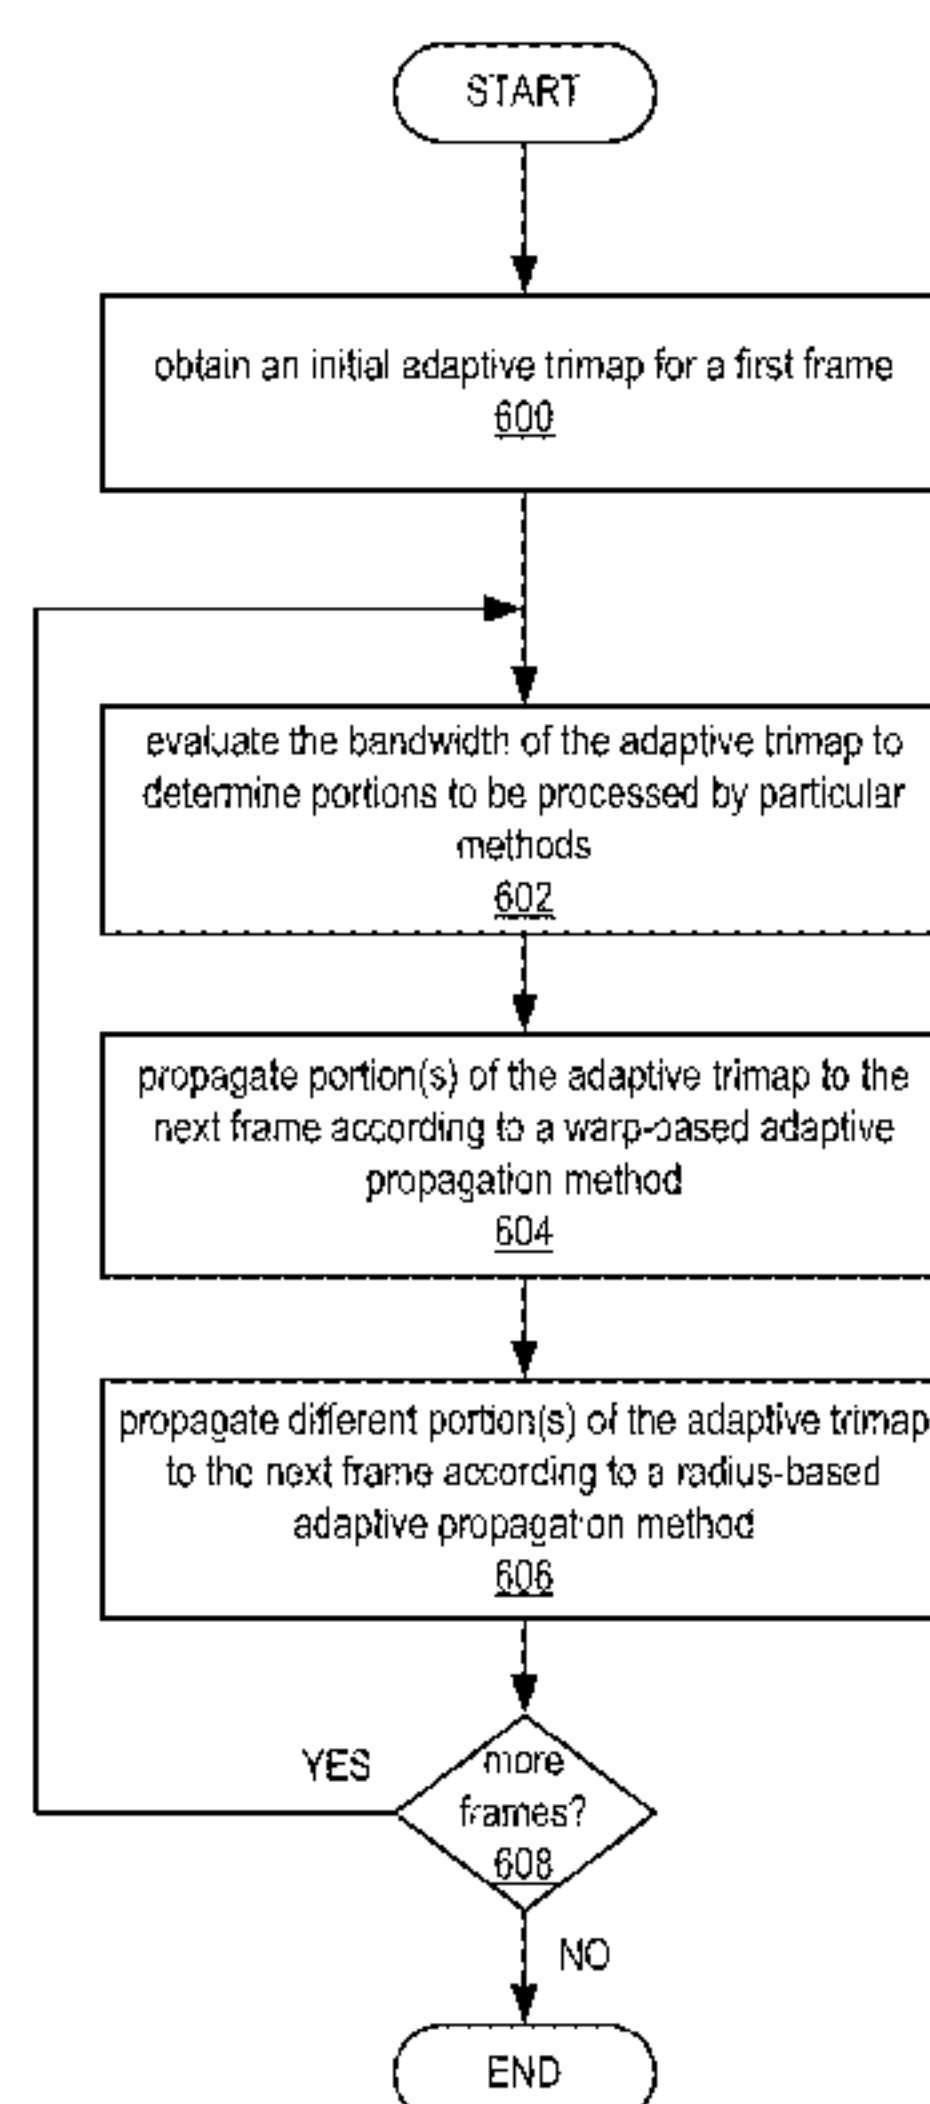 START
obtain an initial adaptive trimap for a first frame
600
evaluate the bandwidth of the adaptive trimap to
determine portions to be processed by particular
methods
602
propagate portion(s) of the adaptive trimap to the
next frame according to a warp-based adaptive
propagation method
604
propagate different portion(s) of the adaptive trimap
to the next frame according to a radius-based
adaptive propagation method
606
YES
more
frames?
608
NO
END